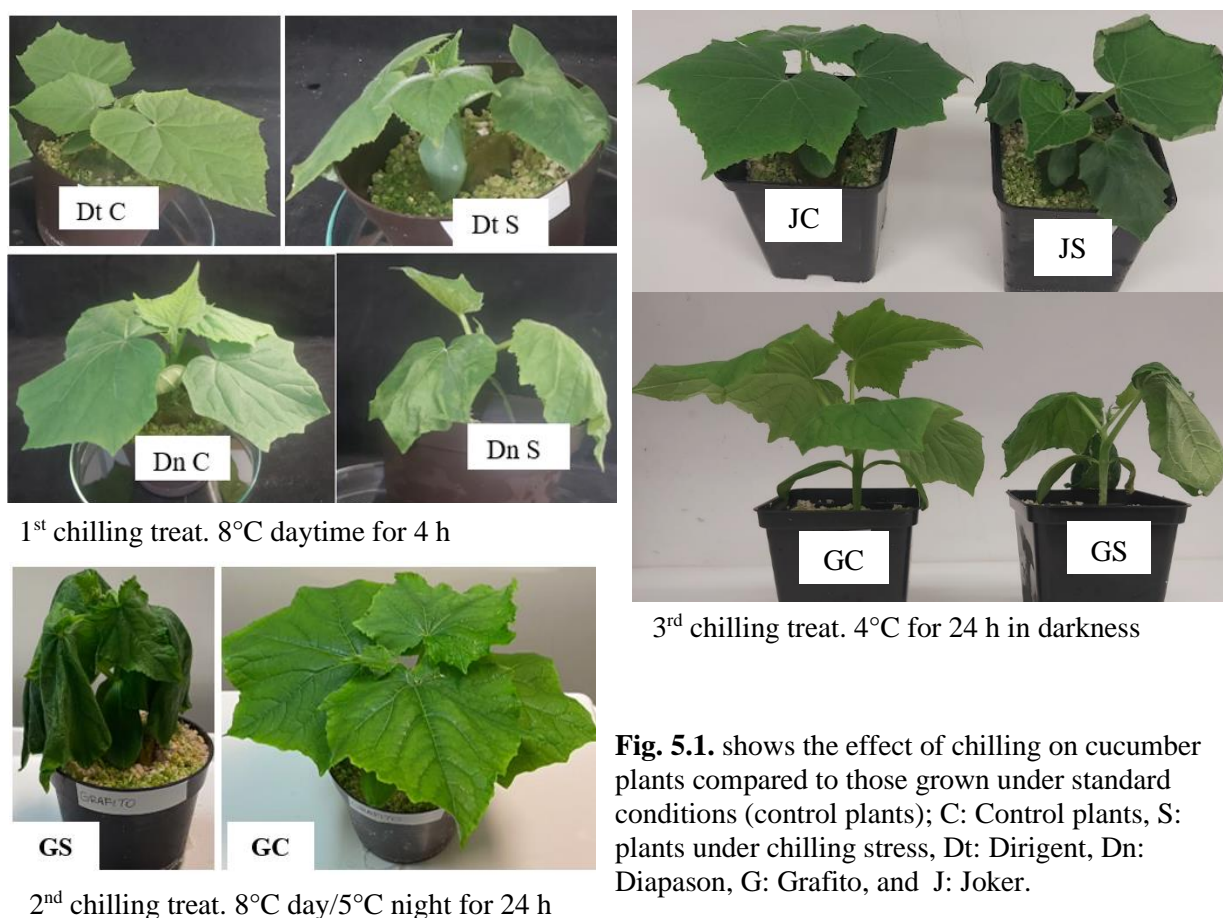 Dt C
Dt S
Dn C
Dn S
1st chilling treat. 8°C daytime for 4 h
GRAFITO
GS
GC
2nd chilling treat. 8°C day/5°C night for 24 h
JC
JS
GC
GS
3rd chilling treat. 4°C for 24 h in darkness
Fig. 5.1. shows the effect of chilling on cucumber
plants compared to those grown under standard
conditions (control plants); C: Control plants, S:
plants under chilling stress, Dt: Dirigent, Dn:
Diapason, G: Grafito, and J: Joker.